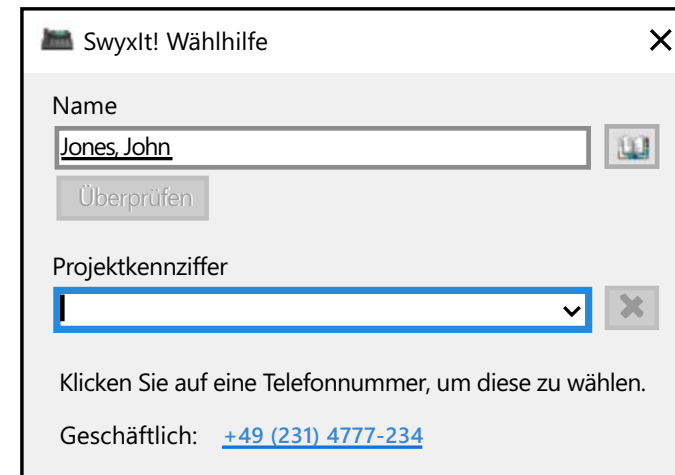 SwyxIt! Wählhilfe
Name
Jones, John
Überprüfen
Projektkennziffer
Klicken Sie auf eine Telefonnummer, um diese zu wählen.
Geschäftlich: +49 (231) 4777-234